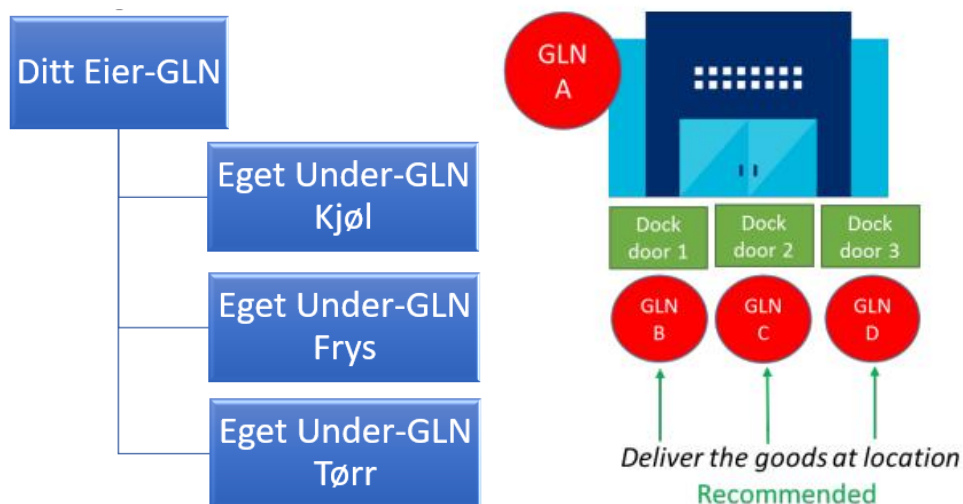 Ditt Eier-GLN
Eget Under-GLN
Kjøl
Eget Under-GLN
Frys
Eget Under-GLN
Tørr
GLN
A
Dock
door 1
Dock
door 2
Dock
door 3
GLN
B
GLN
C
GLN
D
Deliver the goods at location
Recommended